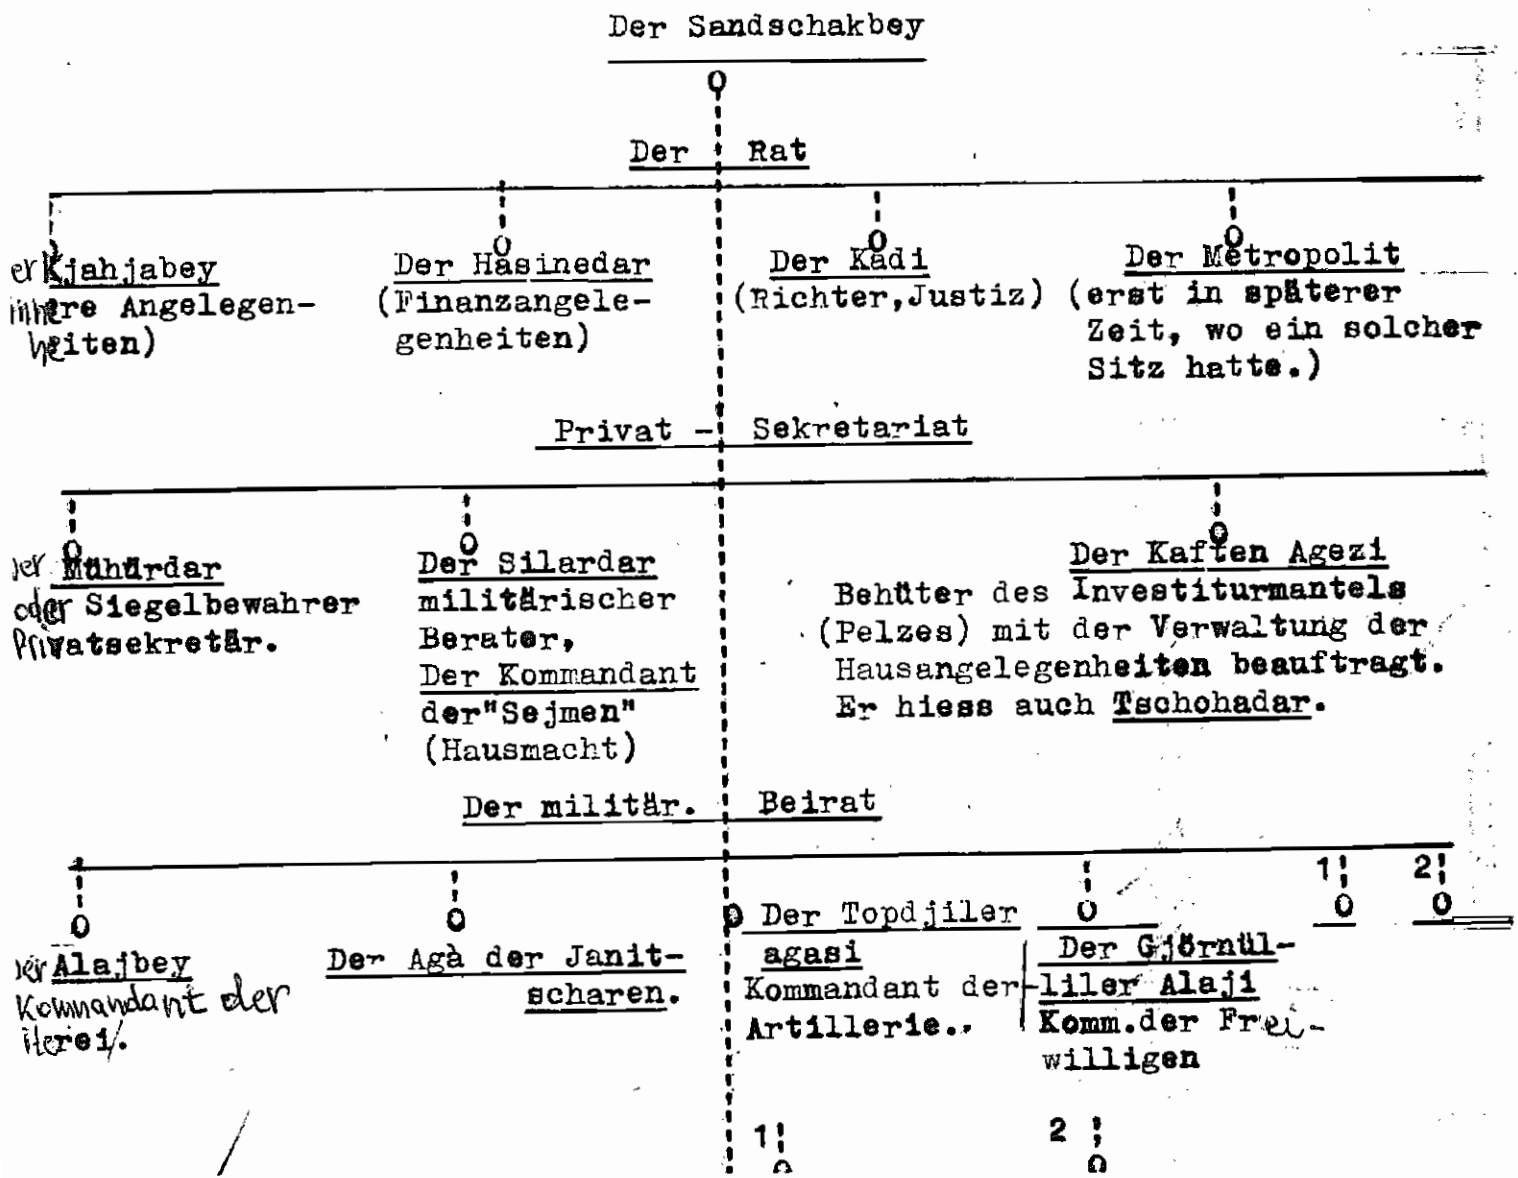 Der Sandschakbey
Der Rat
er Kjahjabey
innere Angelegen-
heiten)
Der Hasinedar
(Finanzangele-
genheiten)
Der Kadi
(Richter,Justiz)
Der Metropolit
(erst in späterer
Zeit, wo ein solcher
Sitz hatte.)
Privat - Sekretariat
der Mühürdar
oder Siegelbewahrer
Privatsekretär.
Der Silardar
militärischer
Berater,
Der Kommandant
der"Sejmen"
(Hausmacht)
Der Kaften Agezi
Behüter des Investiturmantels
(Pelzes) mit der Verwaltung der
Hausangelegenheiten beauftragt.
Er hiess auch Tschohadar.
Der militär. Beirat
1 2
der Alajbey
Kommandant der
iterei.
Der Aga der Janit-
scharen.
Der Topdjiler
agasi
Kommandant der
Artillerie.
Der Gjörnül-
liler Alaji
Komm.der Frei-
willigen
1 2